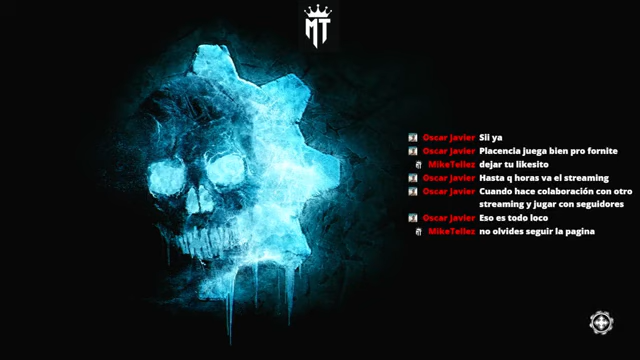 MT
Oscar Javier Sii ya
Oscar Javier Placencia juega bien pro fornite
MikeTellez dejar tu likesito
Oscar Javier Hasta q horas va el streaming
Oscar Javier Cuando hace colaboración con otro
streaming y jugar con seguidores
Oscar Javier Eso es todo loco
MikeTellez no olvides seguir la pagina